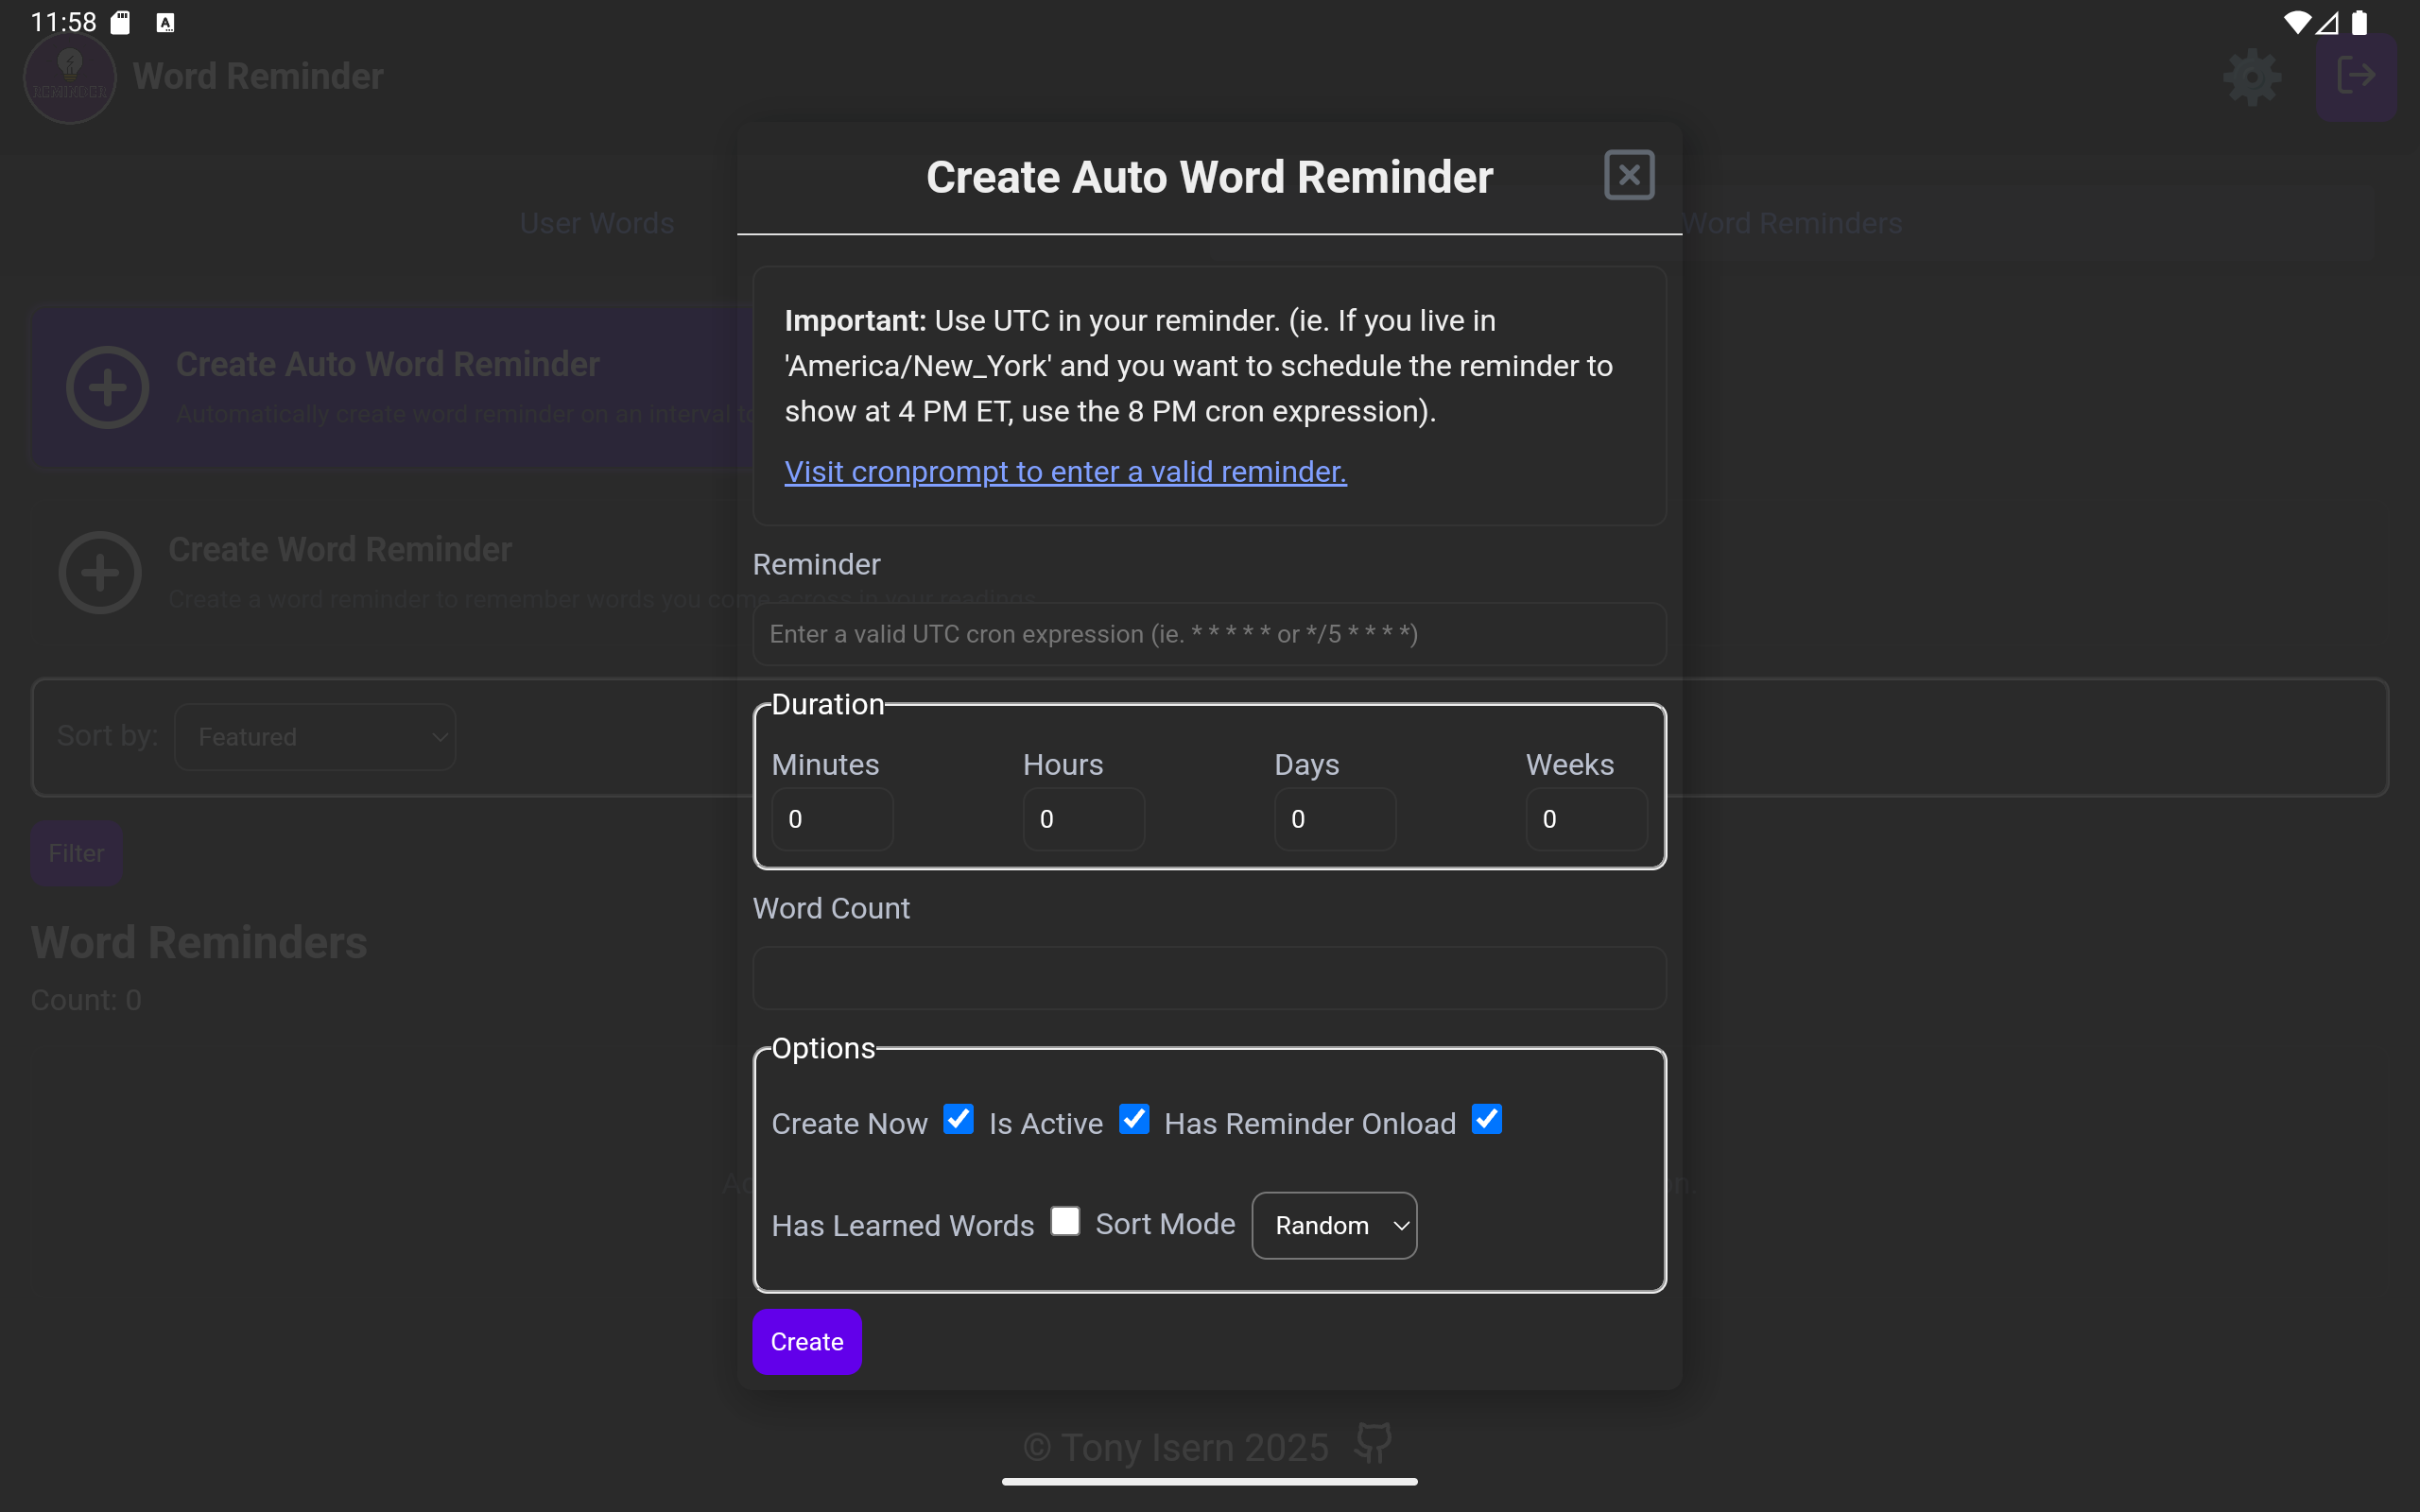 11:58
REMINDER
Word Reminder
Create Auto Word Reminder
User Words
Word Reminders
Important: Use UTC in your reminder. (ie. If you live in
'America/New_York' and you want to schedule the reminder to
show at 4 PM ET, use the 8 PM cron expression).
Visit cronprompt to enter a valid reminder.
Create Auto Word Reminder
Automatically create word reminder on an interval to
Create Word Reminder
Create a word reminder to remember words you come across in your readings
Reminder
Enter a valid UTC cron expression (ie. * * * * * or */5 * * * *)
Sort by: Featured
Duration
Minutes Hours Days Weeks
0 0 0 0
Filter
Word Count
Word Reminders
Count: 0
Options
Create Now Is Active Has Reminder Onload
Has Learned Words Sort Mode Random
Create
© Tony Isern 2025